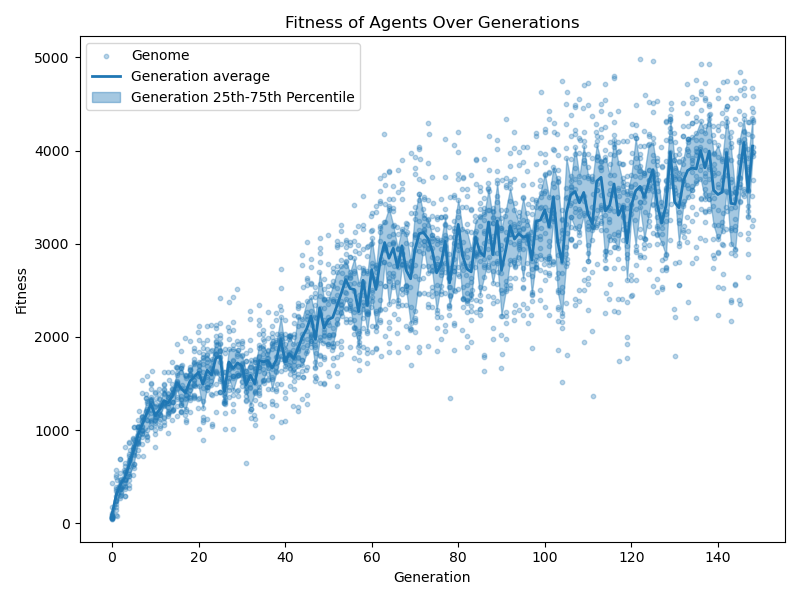 Fitness of Agents Over Generations
Genome
Generation average
Generation 25th-75th Percentile
Fitness
5000
4000
3000
2000
1000
0
0 20 40 60 80 100 120 140
Generation